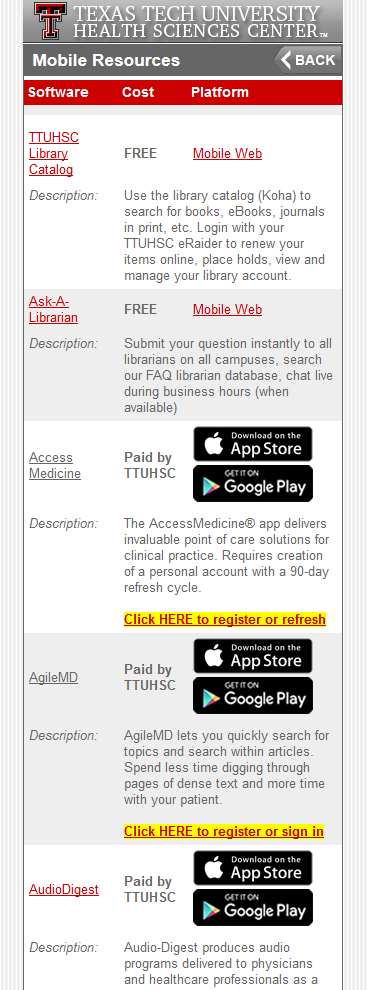 TEXAS TECH UNIVERSITY
HEALTH SCIENCES CENTER™
Mobile Resources
BACK
Software Cost Platform
TTUHSC
Library
Catalog
FREE
Mobile Web
Description:
Use the library catalog (Koha) to
search for books, eBooks, journals
in print, etc. Login with your
TTUHSC eRaider to renew your
items online, place holds, view and
manage your library account.
Ask-A-
Librarian
FREE
Mobile Web
Description:
Submit your question instantly to all
librarians on all campuses, search
our FAQ librarian database, chat live
during business hours (when
available)
Access
Medicine
Paid by
TTUHSC
Download on the
App Store
GET IT ON
Google Play
Description:
The AccessMedicine® app delivers
invaluable point of care solutions for
clinical practice. Requires creation
of a personal account with a 90-day
refresh cycle.
Click HERE to register or refresh
AgileMD
Paid by
TTUHSC
Download on the
App Store
GET IT ON
Google Play
Description:
AgileMD lets you quickly search for
topics and search within articles.
Spend less time digging through
pages of dense text and more time
with your patient.
Click HERE to register or sign in
AudioDigest
Paid by
TTUHSC
Download on the
App Store
GET IT ON
Google Play
Description:
Audio-Digest produces audio
programs delivered to physicians
and healthcare professionals as a